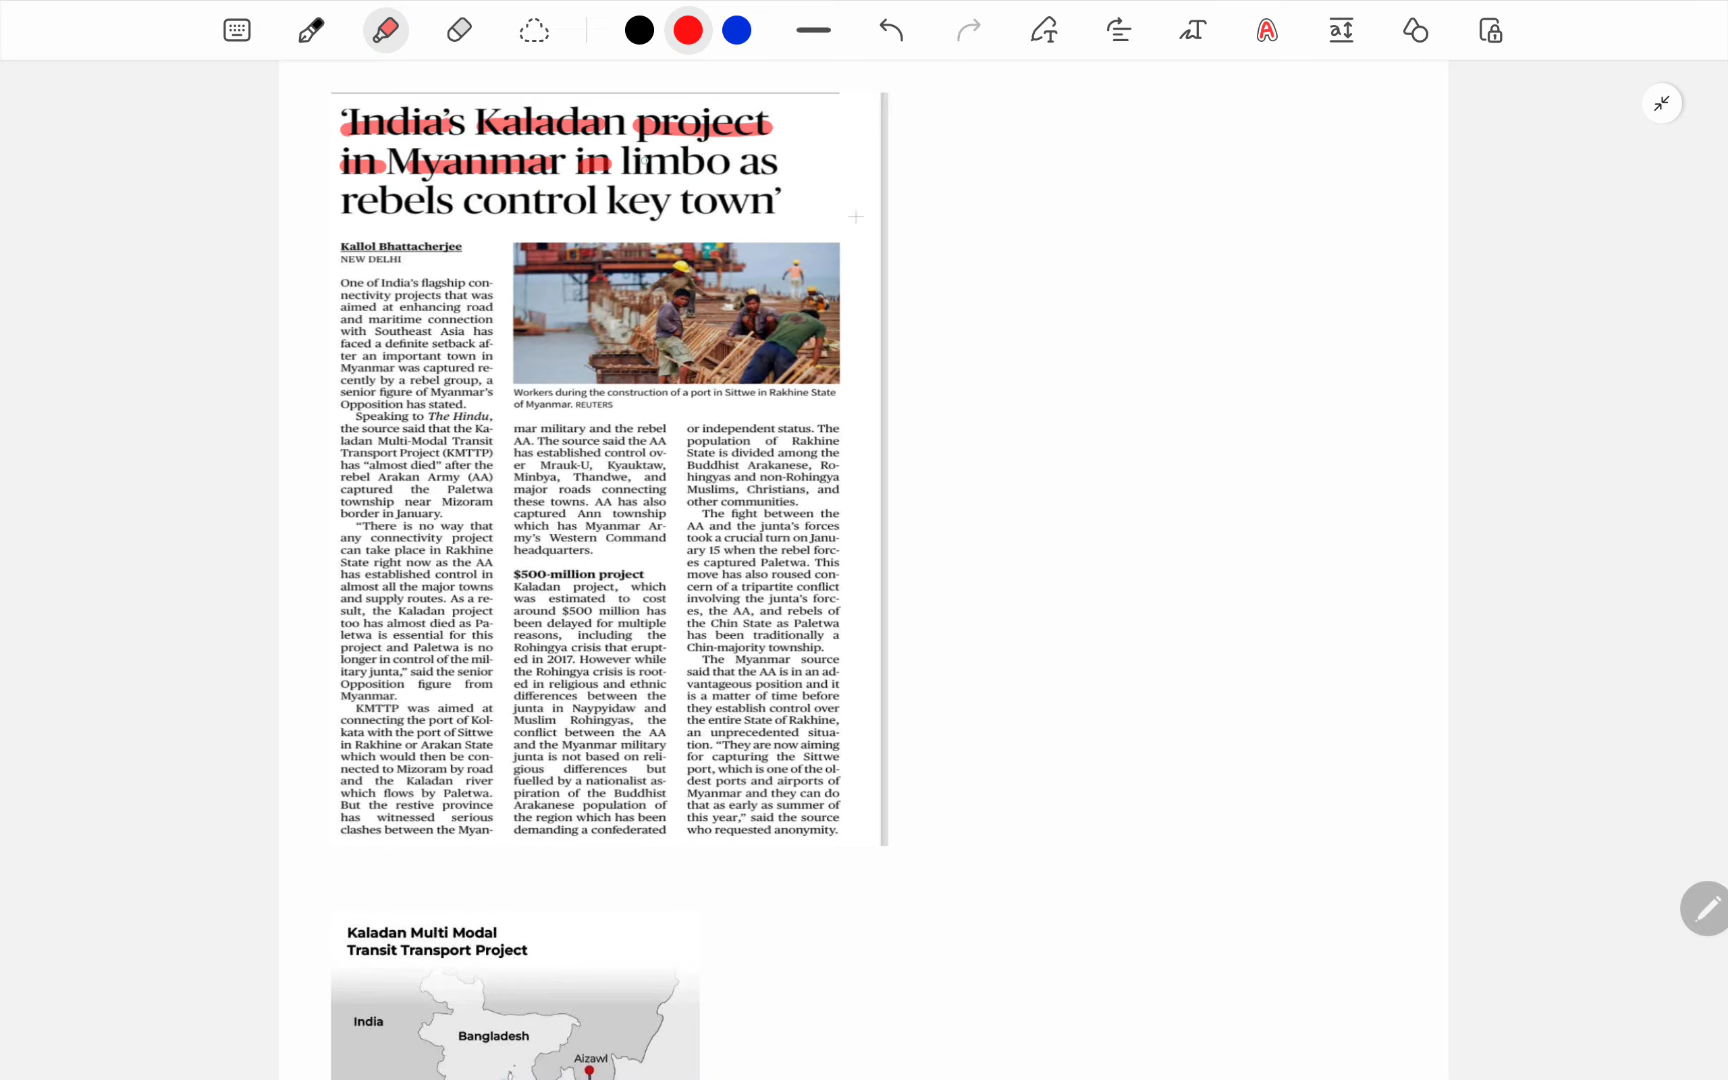 ‘India’s Kaladan project
in Myanmar in limbo as
rebels control key town’
Kallol Bhattacherjee
NEW DELHI
One of India’s flagship con-
nectivity projects that was
aimed at enhancing road
and maritime connection
with Southeast Asia has
faced a definite setback af-
ter an important town in
Myanmar was captured re-
cently by a rebel group, a
senior figure of Myanmar’s
Opposition has stated.
Speaking to The Hindu,
the source said that the Ka-
ladan Multi-Modal Transit
Transport Project (KMTTP)
has “almost died” after the
rebel Arakan Army (AA)
captured the Paletwa
township near Mizoram
border in January.
“There is no way that
any connectivity project
can take place in Rakhine
State right now as the AA
has established control in
almost all the major towns
and supply routes. As a re-
sult, the Kaladan project
too has almost died as Pa-
letwa is essential for this
project and Paletwa is no
longer in control of the mil-
itary junta,” said the senior
Opposition figure from
Myanmar.
KMTTP was aimed at
connecting the port of Kol-
kata with the port of Sittwe
in Rakhine or Arakan State
which would then be con-
nected to Mizoram by road
and the Kaladan river
which flows by Paletwa.
But the restive province
has witnessed serious
clashes between the Myan-
Workers during the construction of a port in Sittwe in Rakhine State
of Myanmar. REUTERS
mar military and the rebel
AA. The source said the AA
has established control ov-
er Mrauk-U, Kyauktaw,
Minbya, Thandwe, and
major roads connecting
these towns. AA has also
captured Ann township
which has Myanmar Ar-
my’s Western Command
headquarters.
$500-million project
Kaladan project, which
was estimated to cost
around $500 million has
been delayed for multiple
reasons, including the
Rohingya crisis that erupt-
ed in 2017. However while
the Rohingya crisis is root-
ed in religious and ethnic
differences between the
junta in Naypyidaw and
Muslim Rohingyas, the
conflict between the AA
and the Myanmar military
junta is not based on reli-
gious differences but
fuelled by a nationalist as-
piration of the Buddhist
Arakanese population of
the region which has been
demanding a confederated
or independent status. The
population of Rakhine
State is divided among the
Buddhist Arakanese, Ro-
hingyas and non-Rohingya
Muslims, Christians, and
other communities.
The fight between the
AA and the junta’s forces
took a crucial turn on Janu-
ary 15 when the rebel forc-
es captured Paletwa. This
move has also roused con-
cern of a tripartite conflict
involving the junta’s forc-
es, the AA, and rebels of
the Chin State as Paletwa
has been traditionally a
Chin-majority township.
The Myanmar source
said that the AA is in an ad-
vantageous position and it
is a matter of time before
they establish control over
the entire State of Rakhine,
an unprecedented situa-
tion. “They are now aiming
for capturing the Sittwe
port, which is one of the ol-
dest ports and airports of
Myanmar and they can do
that as early as summer of
this year,” said the source
who requested anonymity.
Kaladan Multi Modal
Transit Transport Project
India
Bangladesh
Aizawl